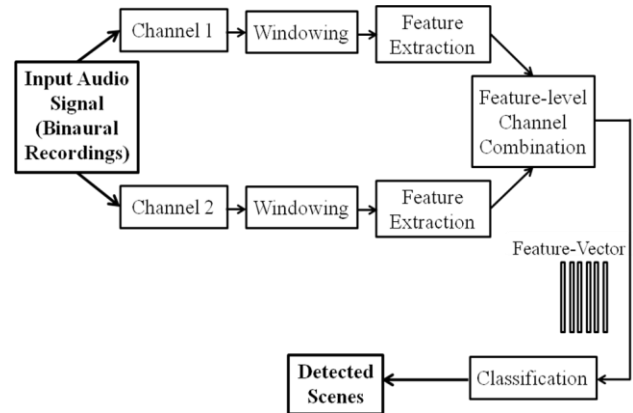 Channel 1
Windowing
Feature
Extraction
Input Audio
Signal
(Binaural
Recordings)
Feature-level
Channel
Combination
Channel 2
Windowing
Feature
Extraction
Feature-Vector
Detected
Scenes
Classification